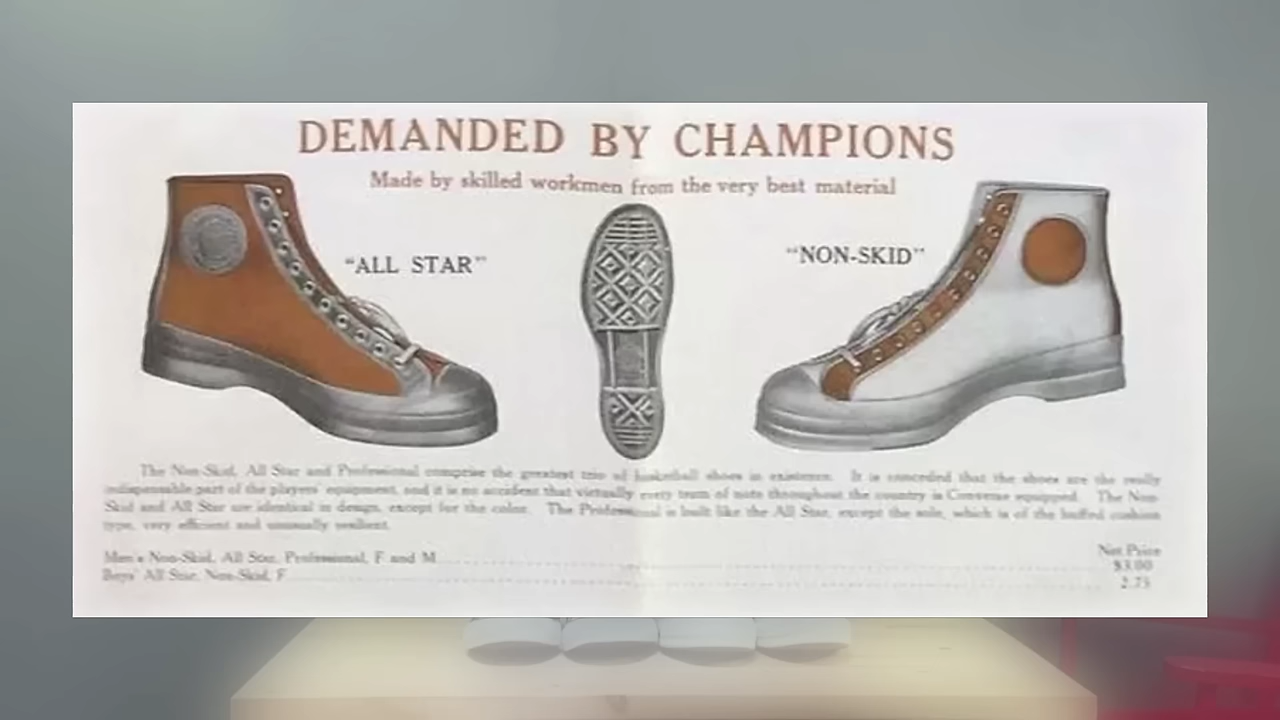 DEMANDED BY CHAMPIONS
Made by skilled workmen from the very best material
"ALL STAR"
"NON-SKID"
The Non-Skid, All Star and Professional comprise the greatest trio of basketball shoes in existence. It is conceded that the shoes are the really
indispensable part of the players' equipment, and it is no accident that virtually every team of note throughout the country is Converse equipped. The Non-
Skid and All Star are identical in design, except for the color. The Professional is built like the All Star, except the sole, which is of the buffed cushion
type, very efficient and unusually resilient.
Net Price
Men's Non-Skid, All Star, Professional, F and M $3.00
Boys' All Star, Non-Skid, F 2.75